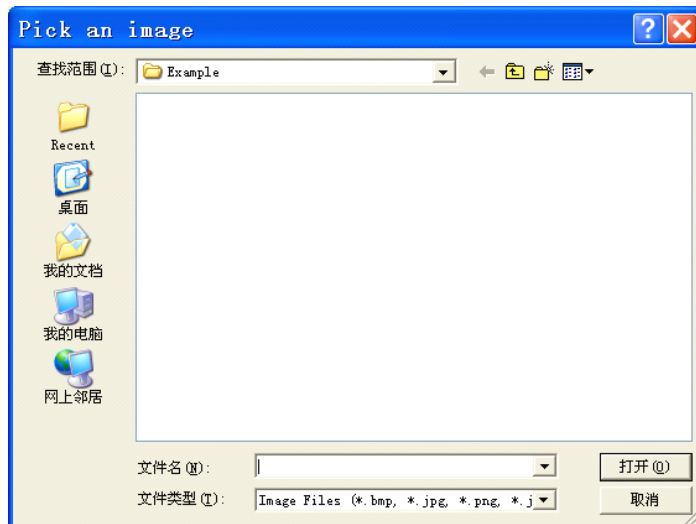 Pick an image
查找范围(I):
Example
Recent
桌面
我的文档
我的电脑
网上邻居
文件名(N):
打开(O)
文件类型(T):
Image Files (*.bmp, *.jpg, *.png, *.j
取消